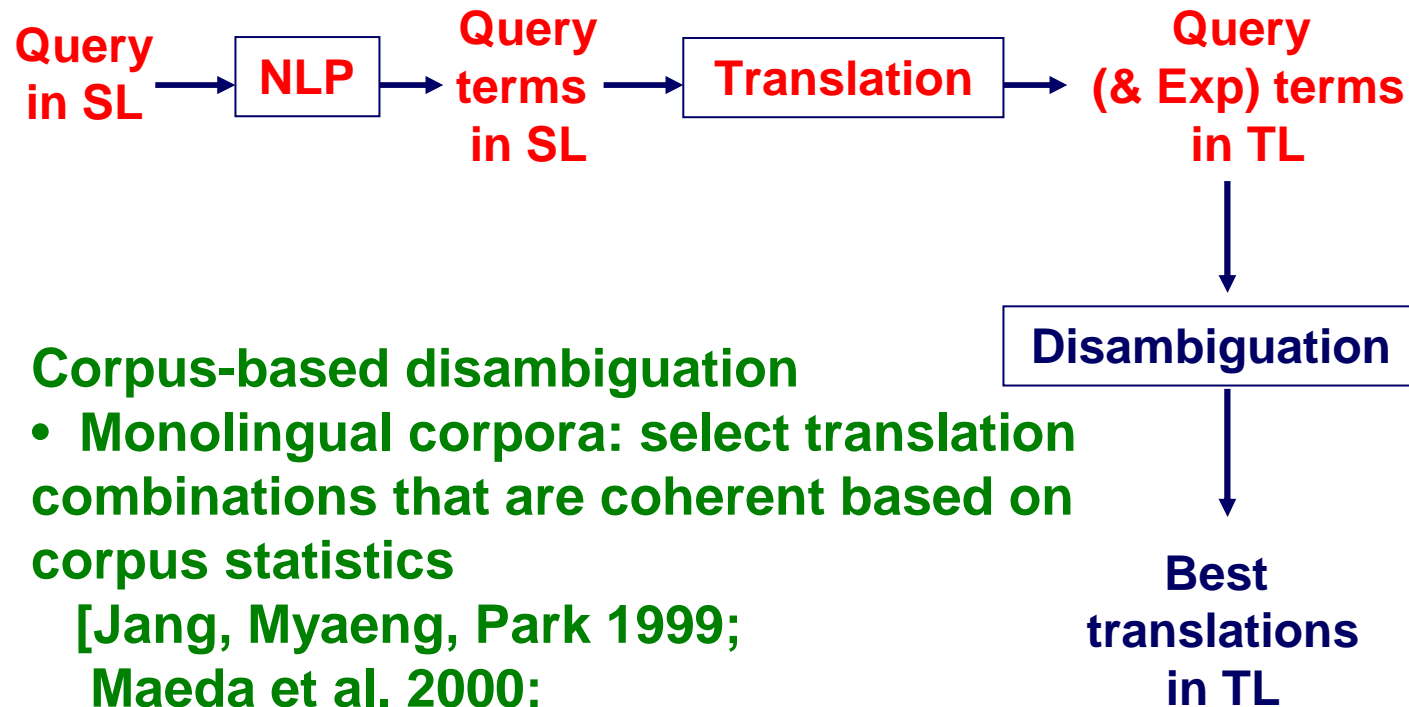 Query
in SL
NLP
Query
terms
in SL
Translation
Query
(& Exp) terms
in TL
Disambiguation
Best
translations
in TL
Corpus-based disambiguation
• Monolingual corpora: select translation
combinations that are coherent based on
corpus statistics
[Jang, Myaeng, Park 1999;
Maeda et al. 2000;